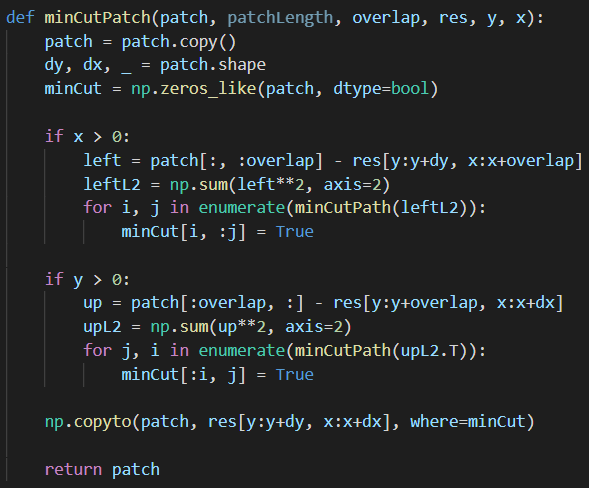 def minCutPatch(patch, patchLength, overlap, res, y, x):
    patch = patch.copy()
    dy, dx, _ = patch.shape
    minCut = np.zeros_like(patch, dtype=bool)

    if x > 0:
        left = patch[:, :overlap] - res[y:y+dy, x:x+overlap]
        leftL2 = np.sum(left**2, axis=2)
        for i, j in enumerate(minCutPath(leftL2)):
            minCut[i, :j] = True

    if y > 0:
        up = patch[:overlap, :] - res[y:y+overlap, x:x+dx]
        upL2 = np.sum(up**2, axis=2)
        for j, i in enumerate(minCutPath(upL2.T)):
            minCut[:i, j] = True

    np.copyto(patch, res[y:y+dy, x:x+dx], where=minCut)

    return patch